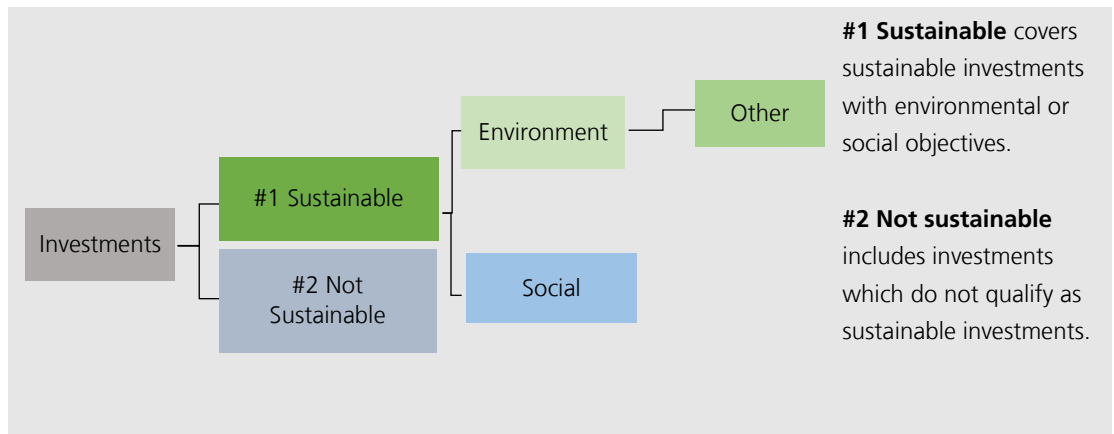 Investments
#1 Sustainable
#2 Not
Sustainable
Environment
Social
Other
#1 Sustainable covers
sustainable investments
with environmental or
social objectives.
#2 Not sustainable
includes investments
which do not qualify as
sustainable investments.